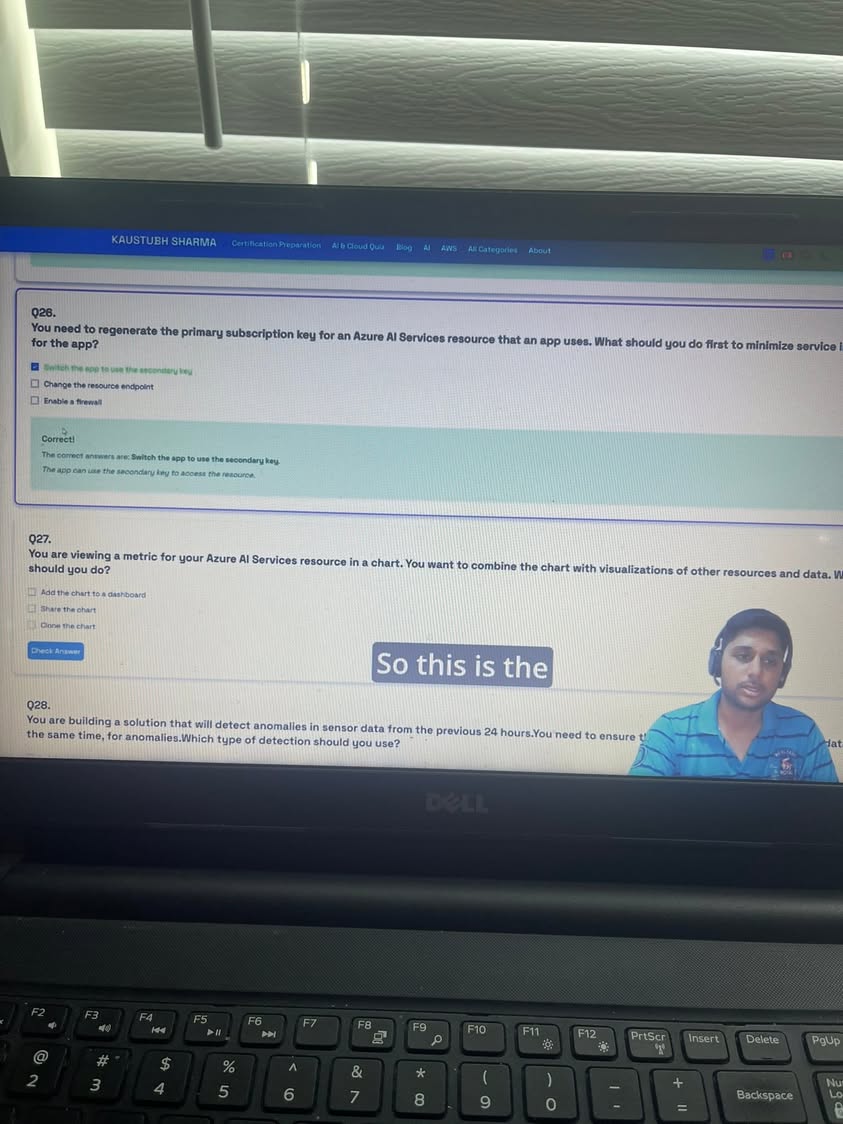 KAUSTUBH SHARMA Certification Preparation AI & Cloud Quiz Blog AI AWS All Categories About
Q26.
You need to regenerate the primary subscription key for an Azure AI Services resource that an app uses. What should you do first to minimize service
for the app?
Switch the app to use the secondary key
Change the resource endpoint
Enable a firewall
Correct!
The correct answers are: Switch the app to use the secondary key.
The app can use the secondary key to access the resource.
Q27.
You are viewing a metric for your Azure AI Services resource in a chart. You want to combine the chart with visualizations of other resources and data. W
should you do?
Add the chart to a dashboard
Share the chart
Clone the chart
Check Answer
So this is the
Q28.
You are building a solution that will detect anomalies in sensor data from the previous 24 hours.You need to ensure t
dat
the same time, for anomalies.Which type of detection should you use?
DELL
F2 F3 F4 F5 F6 F7 F8 F9 F10 F11 F12 PrtScr Insert Delete PgUp
@ # $ % ^ & * ( ) _ + Backspace Nu
2 3 4 5 6 7 8 9 0 - = Lo